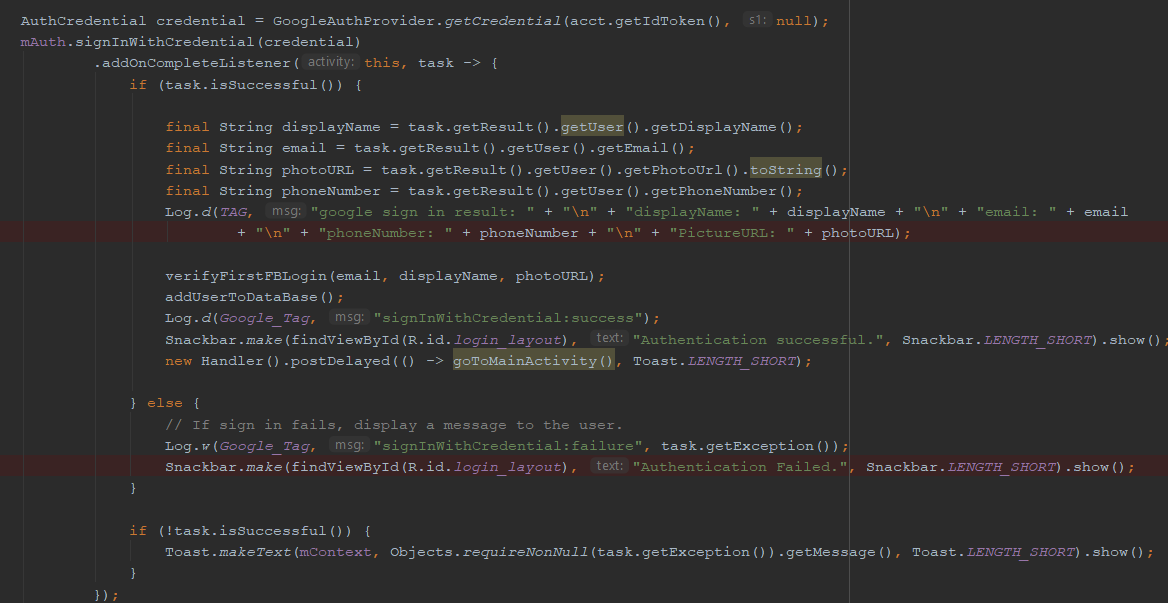 AuthCredential credential = GoogleAuthProvider.getCredential(acct.getIdToken(), s1: null);
mAuth.signInWithCredential(credential)
.addOnCompleteListener( activity: this, task -> {
if (task.isSuccessful()) {
final String displayName = task.getResult().getUser().getDisplayName();
final String email = task.getResult().getUser().getEmail();
final String photoURL = task.getResult().getUser().getPhotoUrl().toString();
final String phoneNumber = task.getResult().getUser().getPhoneNumber();
Log.d(TAG, msg: "google sign in result: " + "\n" + "displayName: " + displayName + "\n" + "email: " + email
+ "\n" + "phoneNumber: " + phoneNumber + "\n" + "PictureURL: " + photoURL);
verifyFirstFBLogin(email, displayName, photoURL);
addUserToDataBase();
Log.d(Google_Tag, msg: "signInWithCredential:success");
Snackbar.make(findViewById(R.id.login_layout), text: "Authentication successful.", Snackbar.LENGTH_SHORT).show();
new Handler().postDelayed(() -> goToMainActivity(), Toast.LENGTH_SHORT);
} else {
// If sign in fails, display a message to the user.
Log.w(Google_Tag, msg: "signInWithCredential:failure", task.getException());
Snackbar.make(findViewById(R.id.login_layout), text: "Authentication Failed.", Snackbar.LENGTH_SHORT).show();
}
if (!task.isSuccessful()) {
Toast.makeText(mContext, Objects.requireNonNull(task.getException()).getMessage(), Toast.LENGTH_SHORT).show();
}
});